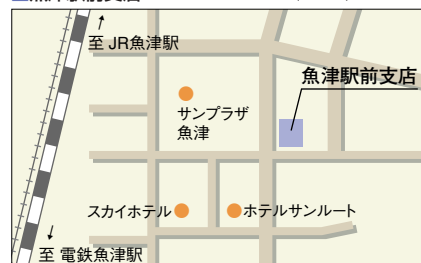 至 JR魚津駅
魚津駅前支店
サンプラザ
魚津
スカイホテル
ホテルサンルート
至 電鉄魚津駅